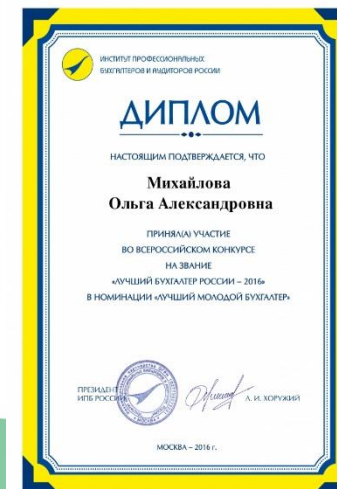 ИНСТИТУТ ПРОФЕССИОНАЛЬНЫХ
БУХГАЛТЕРОВ И АУДИТОРОВ РОССИИ
ДИПЛОМ
НАСТОЯЩИМ ПОДТВЕРЖДАЕТСЯ, ЧТО
Михайлова
Ольга Александровна
ПРИНЯЛ(А) УЧАСТИЕ
ВО ВСЕРОССИЙСКОМ КОНКУРСЕ
НА ЗВАНИЕ
«ЛУЧШИЙ БУХГАЛТЕР РОССИИ – 2016»
В НОМИНАЦИИ «ЛУЧШИЙ МОЛОДОЙ БУХГАЛТЕР»
ПРЕЗИДЕНТ
ИПБ РОССИИ Л. И. ХОРУЖИЙ
МОСКВА – 2016 г.